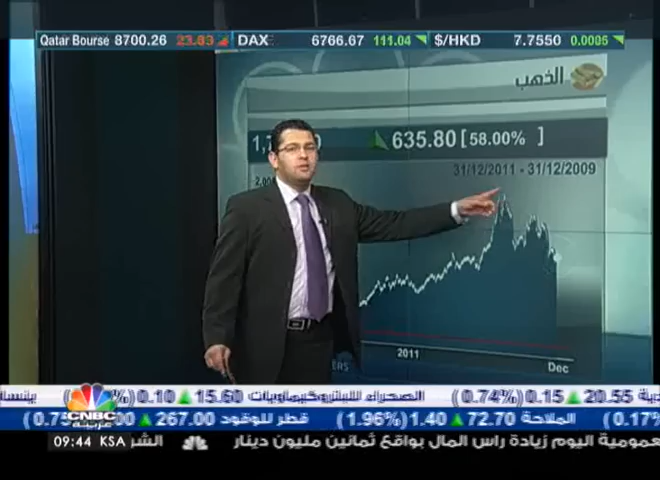 Qatar Bourse 8700.26 23.83 DAX 6766.67 111.04 $/HKD 7.7550 0.0005
الذهب
635.80 [58.00% ]
31/12/2011 - 31/12/2009
2011
Dec
0.10 15.60 الصحراء للبتروكيماويات (0.74%) 0.15 20.55
267.00 قطر للوقود (1.96%) 1.40 72.70 الملاحة (0.17%
CNBC
عربية
09:44 KSA
عمومية اليوم زيادة راس المال بواقع ثمانين مليون دينار